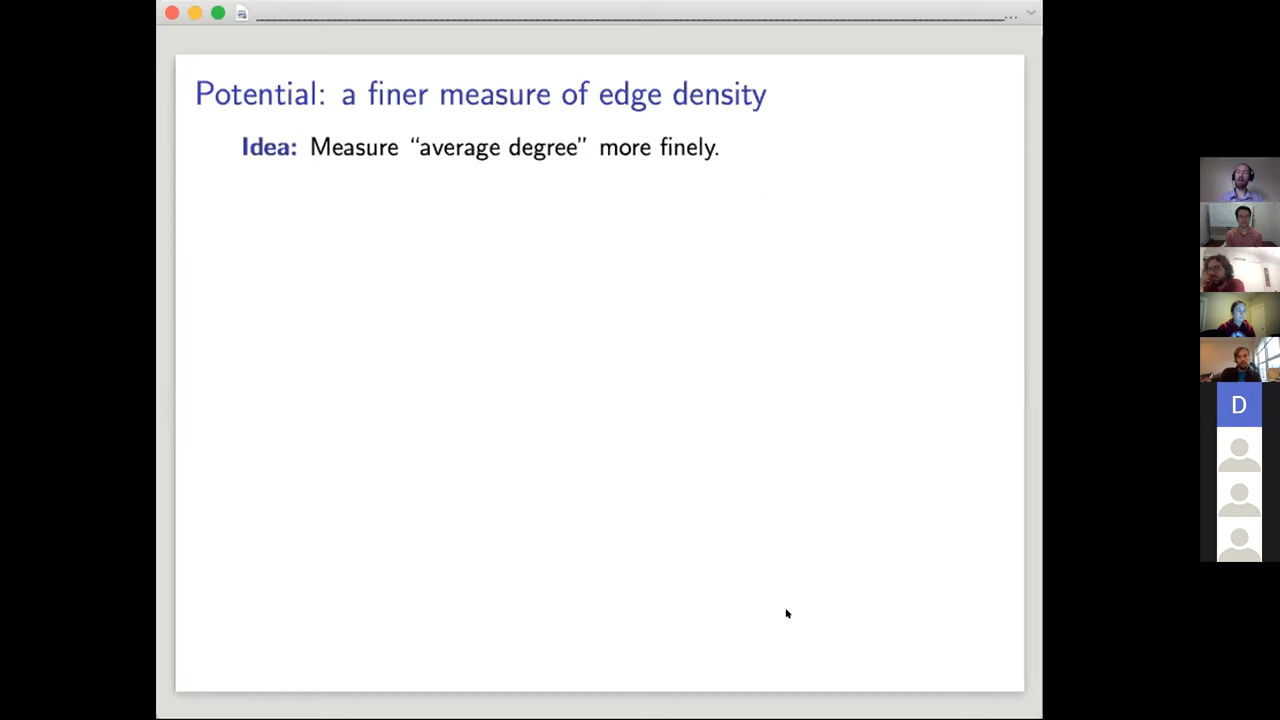 Potential: a finer measure of edge density
Idea: Measure “average degree” more finely.
D